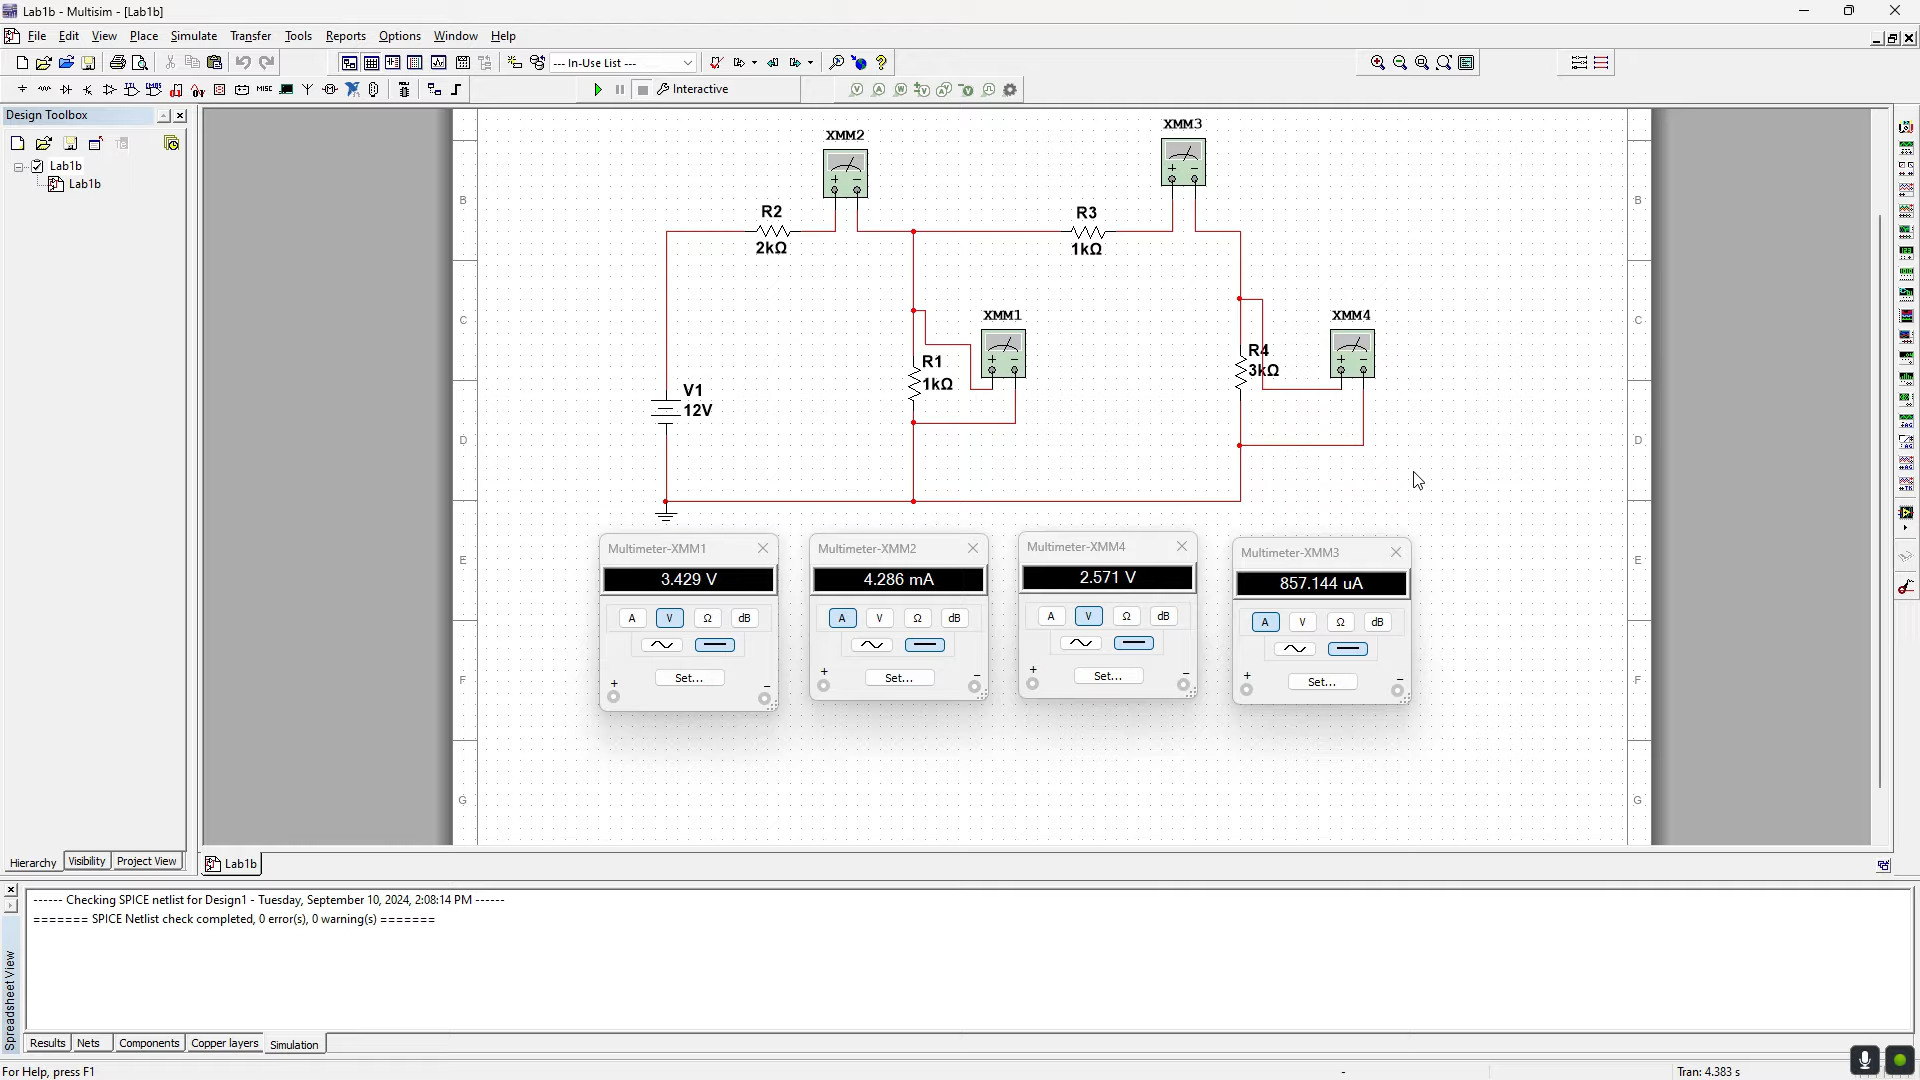 Lab1b - Multisim - [Lab1b]
File Edit View Place Simulate Transfer Tools Reports Options Window Help
--- In-Use List ---
Interactive
Design Toolbox
Lab1b
Lab1b
XMM2
XMM3
B
B
R2
2kΩ
R3
1kΩ
C
C
XMM1
XMM4
R1
1kΩ
R4
3kΩ
V1
12V
D
D
Multimeter-XMM1
3.429 V
A V Ω dB
Set...
+ −
Multimeter-XMM2
4.286 mA
A V Ω dB
Set...
+ −
Multimeter-XMM4
2.571 V
A V Ω dB
Set...
+ −
Multimeter-XMM3
857.144 uA
A V Ω dB
Set...
+ −
E
E
F
F
G
G
Hierarchy Visibility Project View
Lab1b
------ Checking SPICE netlist for Design1 - Tuesday, September 10, 2024, 2:08:14 PM ------
======= SPICE Netlist check completed, 0 error(s), 0 warning(s) =======
Spreadsheet View
Results Nets Components Copper layers Simulation
For Help, press F1
-
Tran: 4.383 s